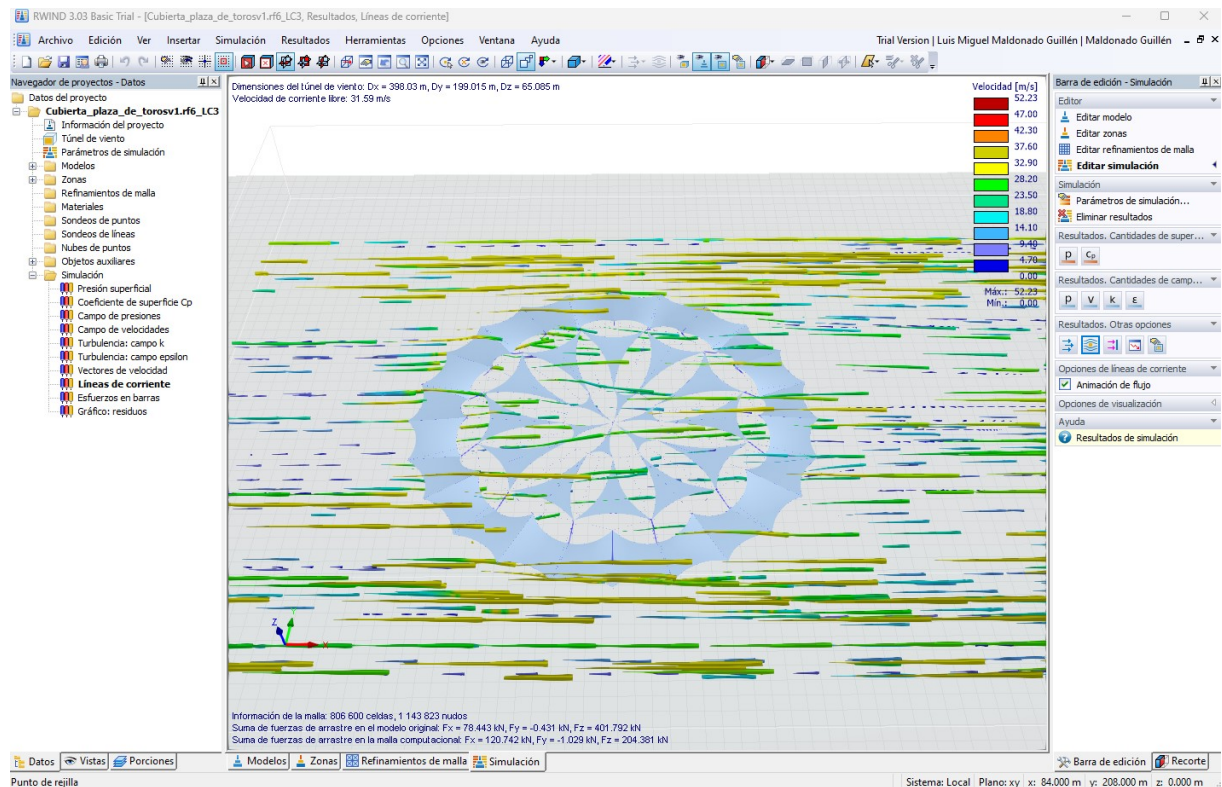 RWIND 3.03 Basic Trial - [Cubierta_plaza_de_torosv1.rf6_LC3, Resultados, Líneas de corriente]
Archivo Edición Ver Insertar Simulación Resultados Herramientas Opciones Ventana Ayuda
Trial Version | Luis Miguel Maldonado Guillén | Maldonado Guillén
Navegador de proyectos - Datos
Datos del proyecto
Cubierta_plaza_de_torosv1.rf6_LC3
Información del proyecto
Túnel de viento
Parámetros de simulación
Modelos
Zonas
Refinamientos de malla
Materiales
Sondeos de puntos
Sondeos de líneas
Nubes de puntos
Objetos auxiliares
Simulación
Presión superficial
Coeficiente de superficie Cp
Campo de presiones
Campo de velocidades
Turbulencia: campo k
Turbulencia: campo epsilon
Vectores de velocidad
Líneas de corriente
Esfuerzos en barras
Gráfico: residuos
Dimensiones del túnel de viento: Dx = 398.03 m, Dy = 199.015 m, Dz = 65.085 m
Velocidad de corriente libre: 31.59 m/s
Velocidad [m/s]
52.23
47.00
42.30
37.60
32.90
28.20
23.50
18.80
14.10
9.40
4.70
0.00
Máx.: 52.23
Mín.: 0.00
Z
Y
X
Información de la malla: 806 600 celdas, 1 143 823 nudos
Suma de fuerzas de arrastre en el modelo original: Fx = 78.443 kN, Fy = -0.431 kN, Fz = 401.792 kN
Suma de fuerzas de arrastre en la malla computacional: Fx = 120.742 kN, Fy = -1.029 kN, Fz = 204.381 kN
Barra de edición - Simulación
Editor
Editar modelo
Editar zonas
Editar refinamientos de malla
Editar simulación
Simulación
Parámetros de simulación...
Eliminar resultados
Resultados. Cantidades de super...
p Cp
Resultados. Cantidades de camp...
p v k ε
Resultados. Otras opciones
Opciones de líneas de corriente
Animación de flujo
Opciones de visualización
Ayuda
Resultados de simulación
Datos Vistas Porciones
Modelos Zonas Refinamientos de malla Simulación
Barra de edición Recorte
Punto de rejilla
Sistema: Local Plano: xy x: 84.000 m y: 208.000 m z: 0.000 m